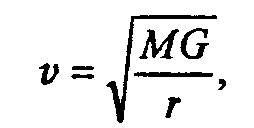 v = √(MG/r),